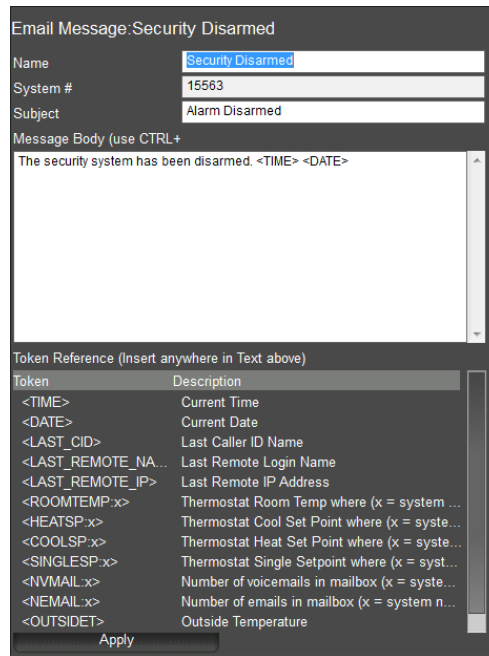 Email Message:Security Disarmed
Name Security Disarmed
System # 15563
Subject Alarm Disarmed
Message Body (use CTRL+
The security system has been disarmed. <TIME> <DATE>
Token Reference (Insert anywhere in Text above)
Token Description
<TIME> Current Time
<DATE> Current Date
<LAST_CID> Last Caller ID Name
<LAST_REMOTE_NA... Last Remote Login Name
<LAST_REMOTE_IP> Last Remote IP Address
<ROOMTEMP:x> Thermostat Room Temp where (x = system ...
<HEATSP:x> Thermostat Cool Set Point where (x = syste...
<COOLSP:x> Thermostat Heat Set Point where (x = syste...
<SINGLESP:x> Thermostat Single Setpoint where (x = syst...
<NVMAIL:x> Number of voicemails in mailbox (x = syste...
<NEMAIL:x> Number of emails in mailbox (x = system n...
<OUTSIDET> Outside Temperature
Apply